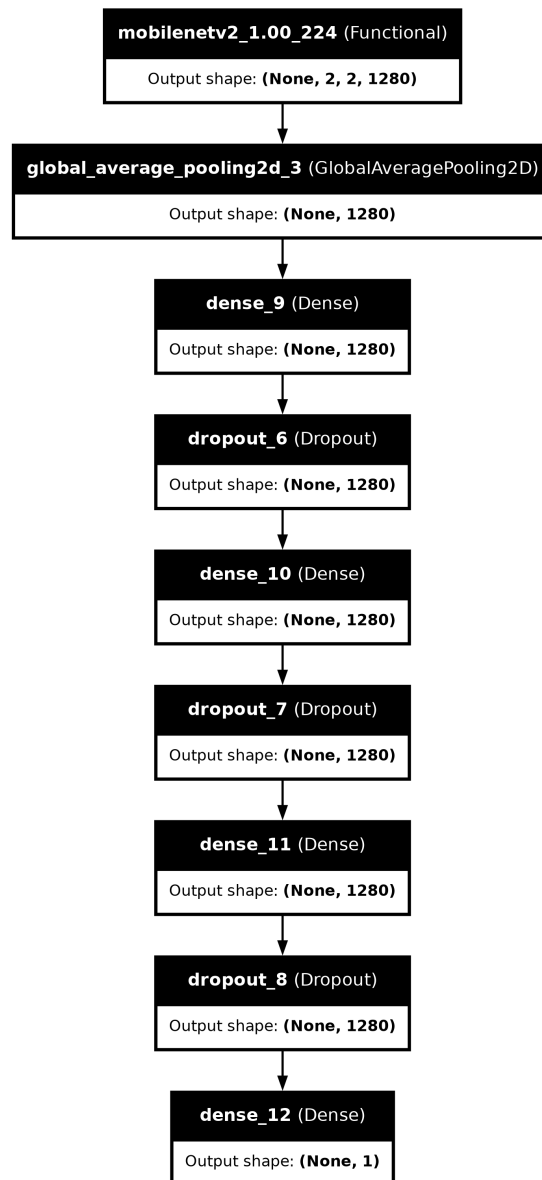 mobilenetv2_1.00_224 (Functional)
Output shape: (None, 2, 2, 1280)
global_average_pooling2d_3 (GlobalAveragePooling2D)
Output shape: (None, 1280)
dense_9 (Dense)
Output shape: (None, 1280)
dropout_6 (Dropout)
Output shape: (None, 1280)
dense_10 (Dense)
Output shape: (None, 1280)
dropout_7 (Dropout)
Output shape: (None, 1280)
dense_11 (Dense)
Output shape: (None, 1280)
dropout_8 (Dropout)
Output shape: (None, 1280)
dense_12 (Dense)
Output shape: (None, 1)